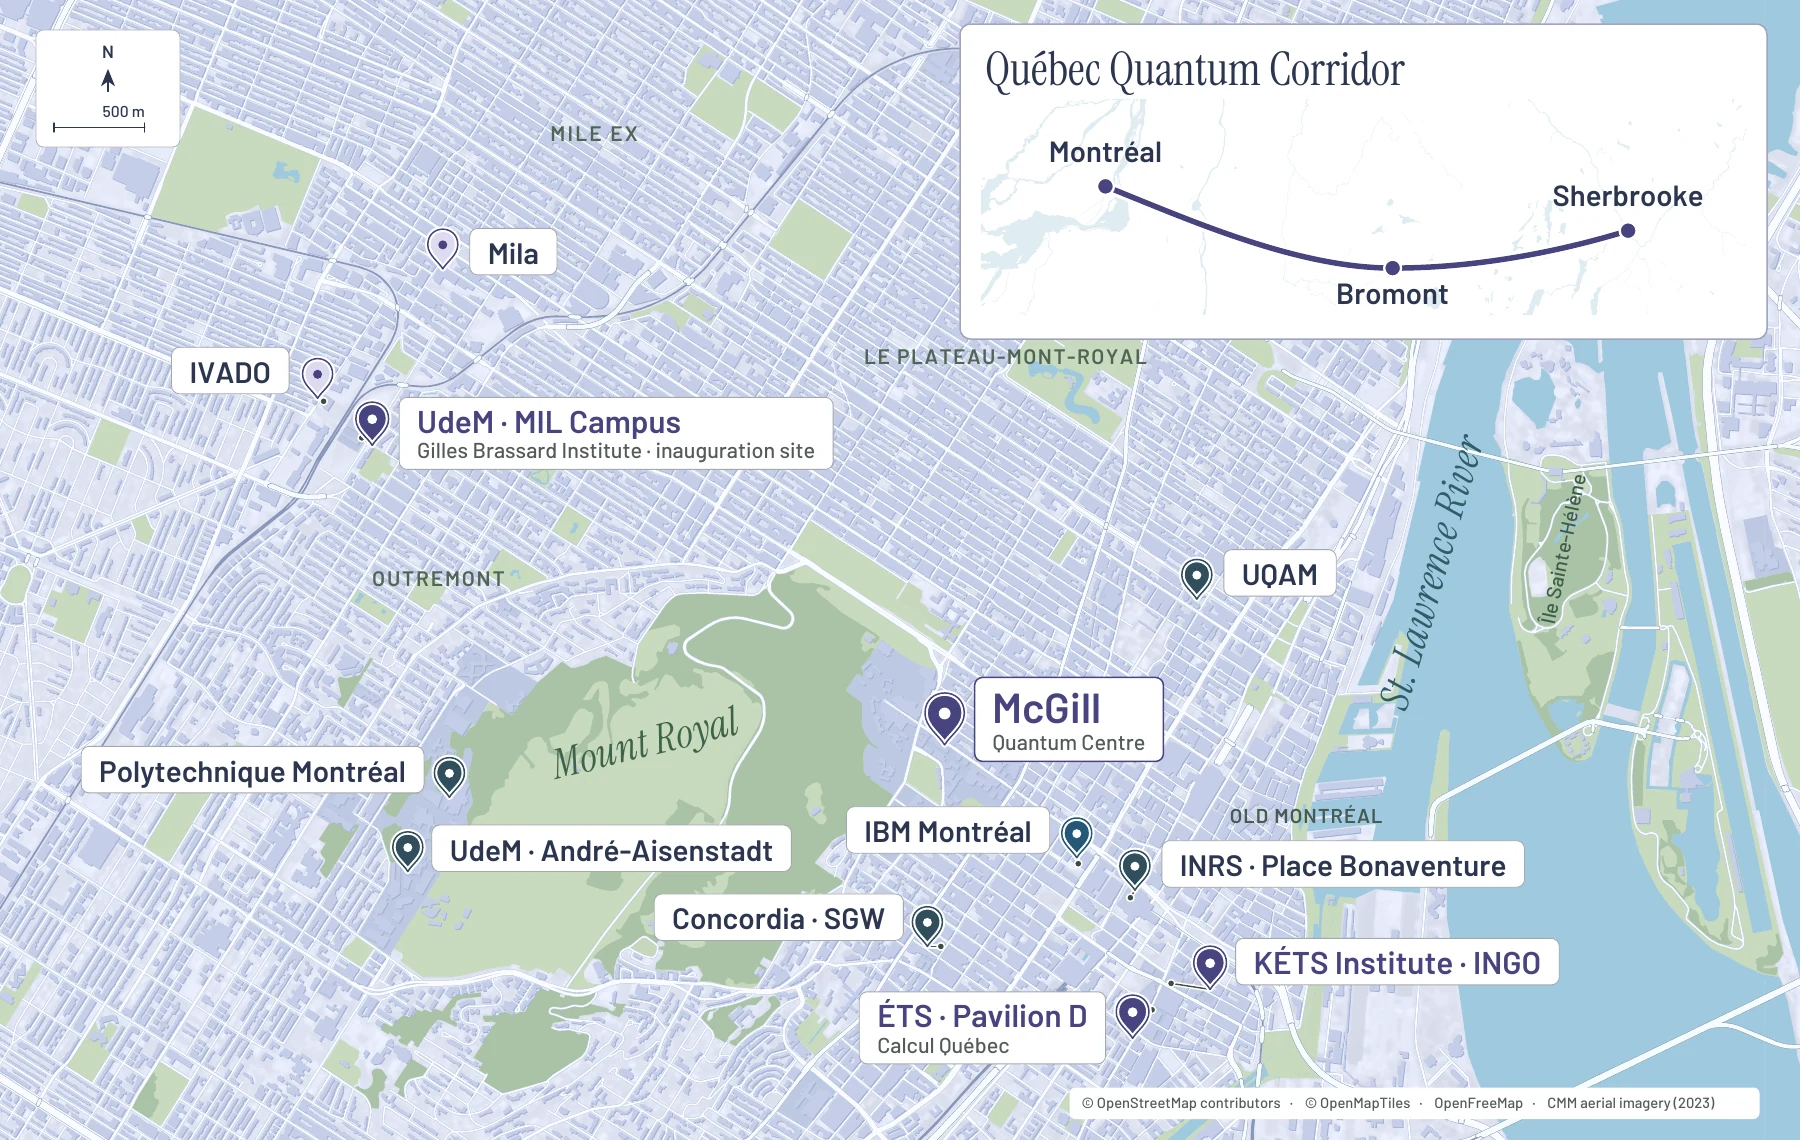 N
500 m
Québec Quantum Corridor
Montréal
Sherbrooke
Bromont
MILE EX
Mila
LE PLATEAU-MONT-ROYAL
IVADO
UdeM · MIL Campus
Gilles Brassard Institute · inauguration site
St. Lawrence River
Île Sainte-Hélène
OUTREMONT
UQAM
McGill
Quantum Centre
Mount Royal
Polytechnique Montréal
OLD MONTRÉAL
IBM Montréal
UdeM · André-Aisenstadt
INRS · Place Bonaventure
Concordia · SGW
KÉTS Institute · INGO
ÉTS · Pavilion D
Calcul Québec
© OpenStreetMap contributors · © OpenMapTiles · OpenFreeMap · CMM aerial imagery (2023)